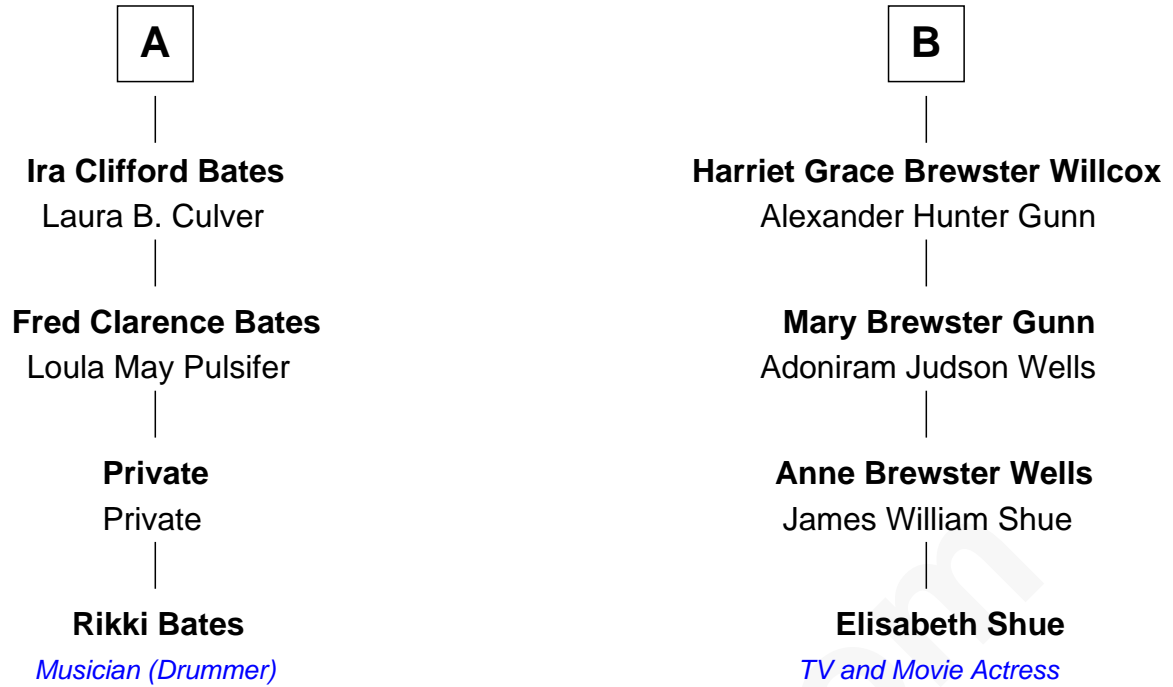 A
B
Ira Clifford Bates
Laura B. Culver
Harriet Grace Brewster Willcox
Alexander Hunter Gunn
Fred Clarence Bates
Loula May Pulsifer
Mary Brewster Gunn
Adoniram Judson Wells
Private
Private
Anne Brewster Wells
James William Shue
Rikki Bates
Musician (Drummer)
Elisabeth Shue
TV and Movie Actress